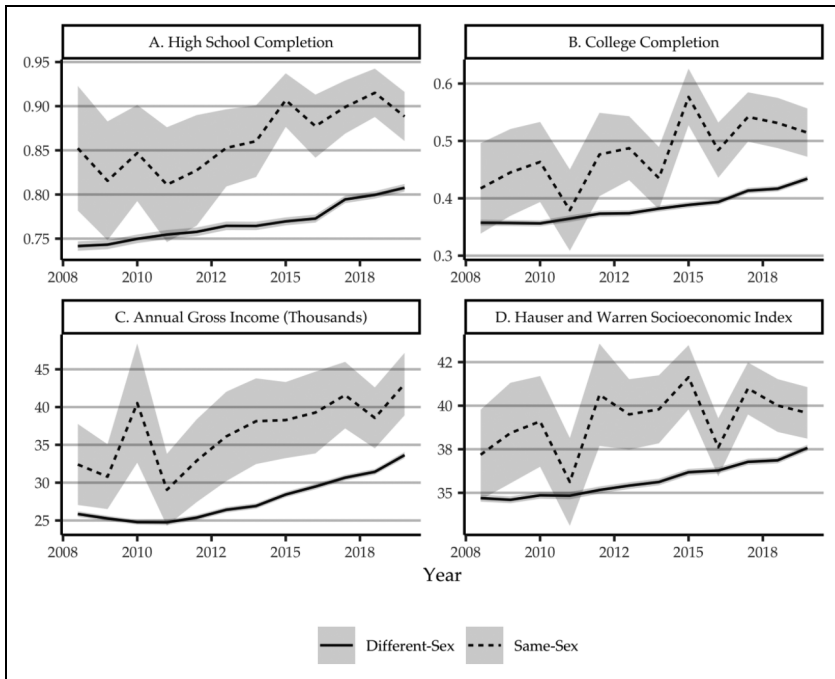 A. High School Completion
0.95
0.90
0.85
0.80
0.75
2008 2010 2012 2015 2018
B. College Completion
0.6
0.5
0.4
0.3
2008 2010 2012 2015 2018
C. Annual Gross Income (Thousands)
45
40
35
30
25
2008 2010 2012 2015 2018
D. Hauser and Warren Socioeconomic Index
42
40
38
35
2008 2010 2012 2015 2018
Year
Different-Sex Same-Sex